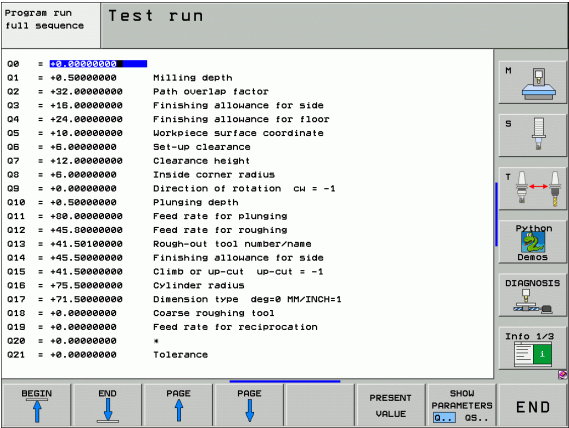 Program run
full sequence
Test run
Q0 = +0.00000000
Q1 = +0.50000000 Milling depth
Q2 = +32.00000000 Path overlap factor
Q3 = +16.00000000 Finishing allowance for side
Q4 = +24.00000000 Finishing allowance for floor
Q5 = +10.00000000 Workpiece surface coordinate
Q6 = +6.00000000 Set-up clearance
Q7 = +12.00000000 Clearance height
Q8 = +6.00000000 Inside corner radius
Q9 = +0.00000000 Direction of rotation cw = -1
Q10 = +0.50000000 Plunging depth
Q11 = +80.00000000 Feed rate for plunging
Q12 = +45.80000000 Feed rate for roughing
Q13 = +41.50100000 Rough-out tool number/name
Q14 = +45.50000000 Finishing allowance for side
Q15 = +41.50000000 Climb or up-cut up-cut = -1
Q16 = +75.50000000 Cylinder radius
Q17 = +71.50000000 Dimension type deg=0 MM/INCH=1
Q18 = +0.00000000 Coarse roughing tool
Q19 = +0.00000000 Feed rate for reciprocation
Q20 = +0.00000000 *
Q21 = +0.00000000 Tolerance
M
S
T
Python
Demos
DIAGNOSIS
Info 1/3
i
BEGIN
END
PAGE
PAGE
PRESENT
VALUE
SHOW
PARAMETERS
Q.. QS..
END